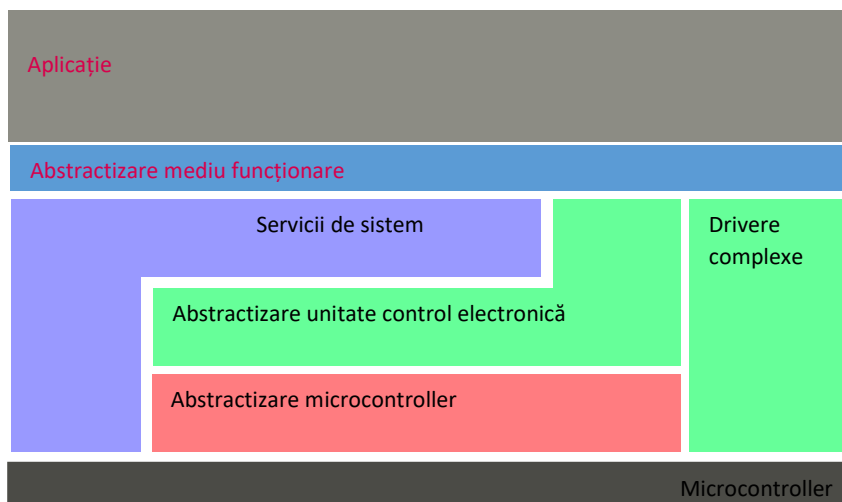 Aplicație
Abstractizare mediu funcționare
Servicii de sistem
Drivere
complexe
Abstractizare unitate control electronică
Abstractizare microcontroller
Microcontroller